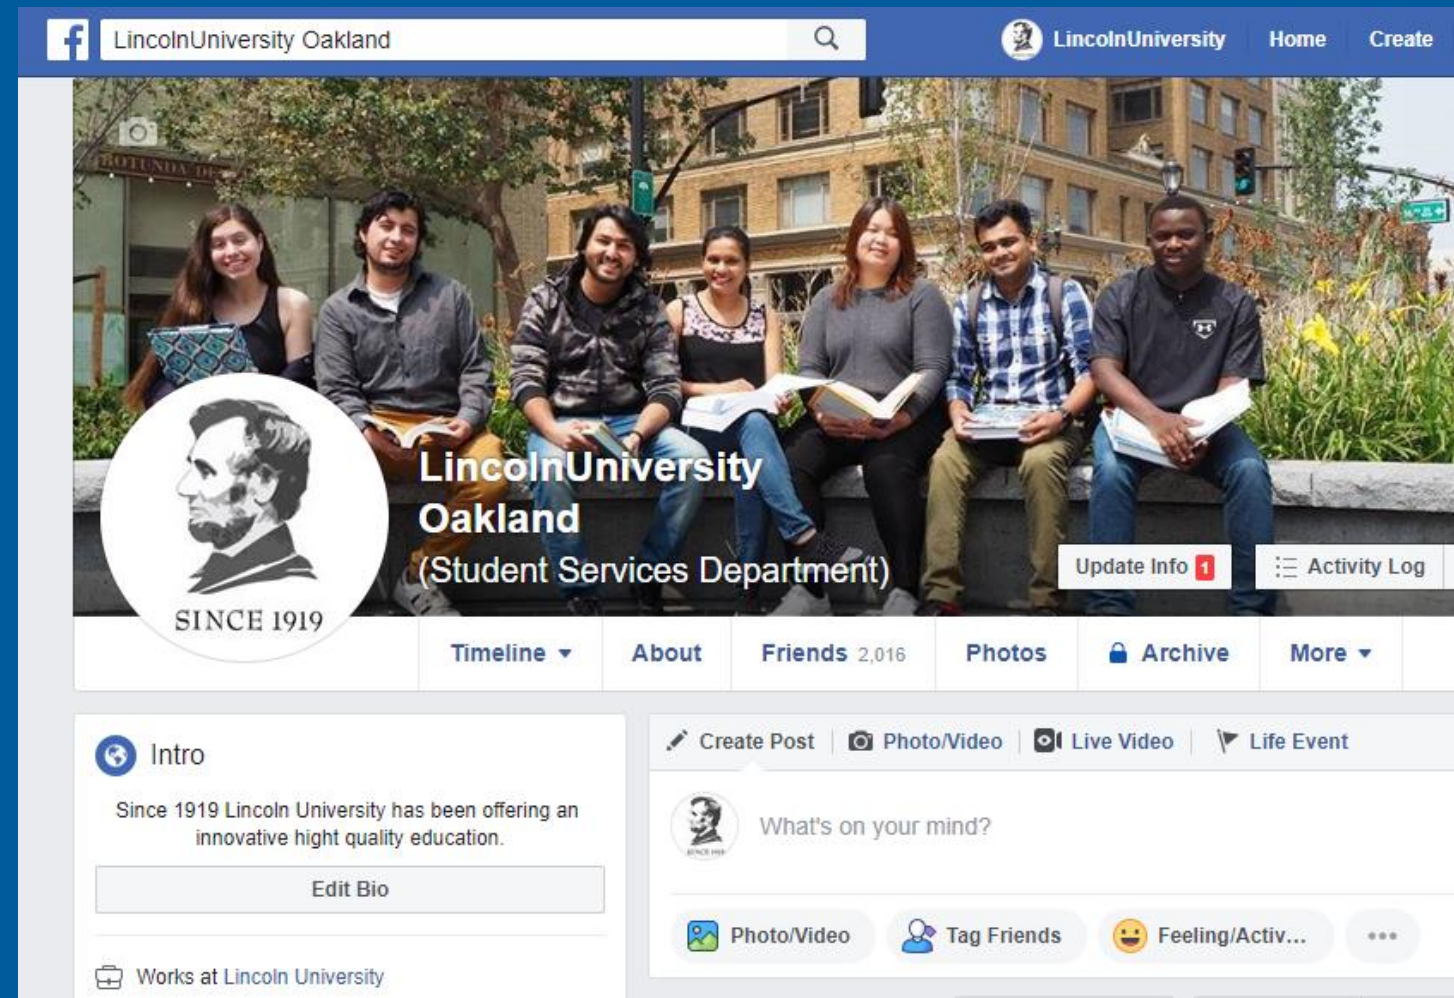 LincolnUniversity Oakland
LincolnUniversity Home Create
ROTUNDA
LincolnUniversity
Oakland
(Student Services Department)
Update Info 1
Activity Log
SINCE 1919
Timeline About Friends 2,016 Photos Archive More
Intro
Since 1919 Lincoln University has been offering an
innovative hight quality education.
Edit Bio
Works at Lincoln University
Create Post Photo/Video Live Video Life Event
What's on your mind?
Photo/Video Tag Friends Feeling/Activ...